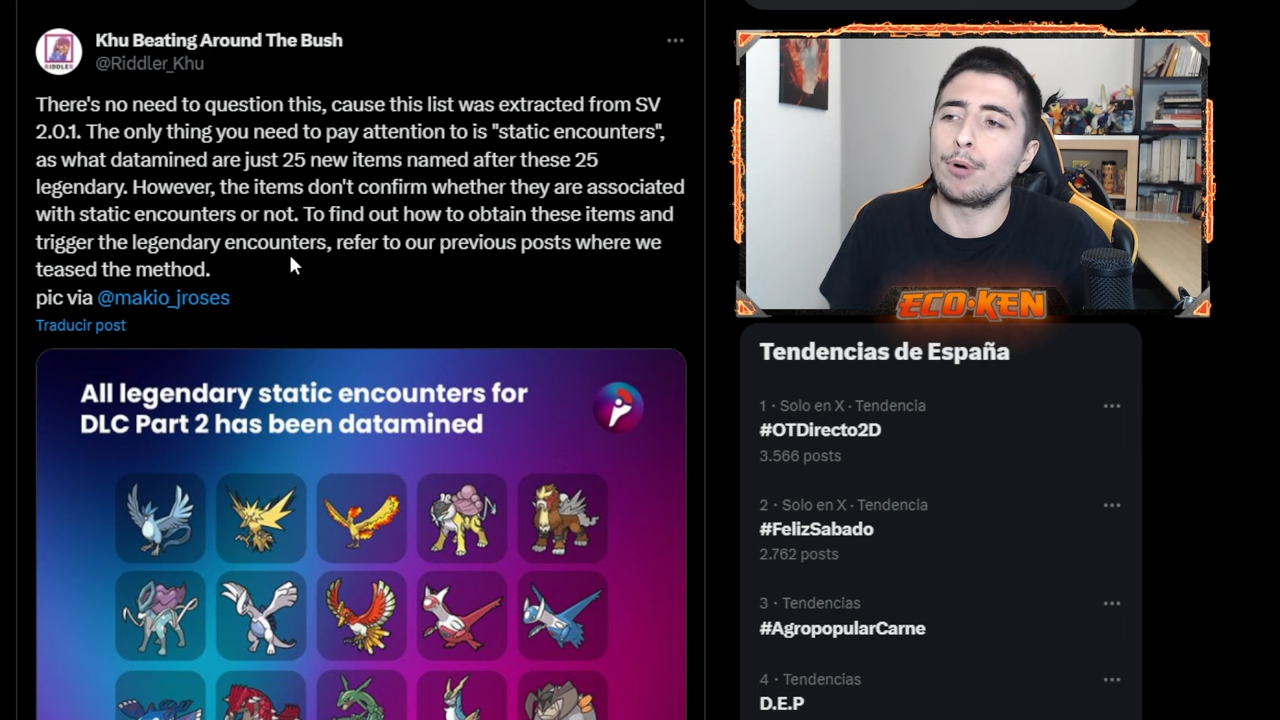 Khu Beating Around The Bush
@Riddler_Khu
There's no need to question this, cause this list was extracted from SV
2.0.1. The only thing you need to pay attention to is "static encounters",
as what datamined are just 25 new items named after these 25
legendary. However, the items don't confirm whether they are associated
with static encounters or not. To find out how to obtain these items and
trigger the legendary encounters, refer to our previous posts where we
teased the method.
pic via @makio_jroses
Traducir post
All legendary static encounters for
DLC Part 2 has been datamined
ECO·KEN
Tendencias de España
1 · Solo en X · Tendencia
#OTDirecto2D
3.566 posts
2 · Solo en X · Tendencia
#FelizSabado
2.762 posts
3 · Tendencias
#AgropopularCarne
4 · Tendencias
D.E.P